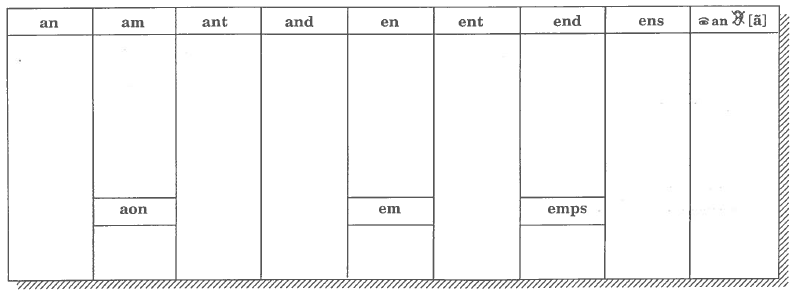 an am ant and en ent end ens an [ã]
aon em emps